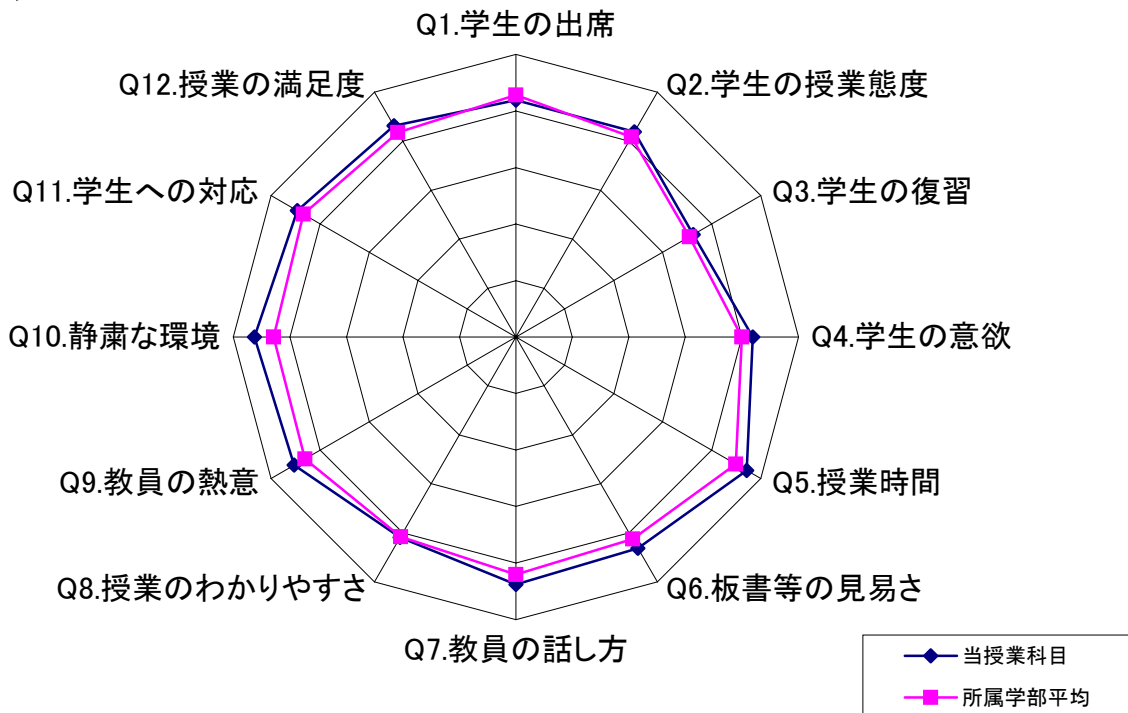 Q1.学生の出席
Q2.学生の授業態度
Q3.学生の復習
Q4.学生の意欲
Q5.授業時間
Q6.板書等の見易さ
Q7.教員の話し方
Q8.授業のわかりやすさ
Q9.教員の熱意
Q10.静粛な環境
Q11.学生への対応
Q12.授業の満足度
当授業科目
所属学部平均